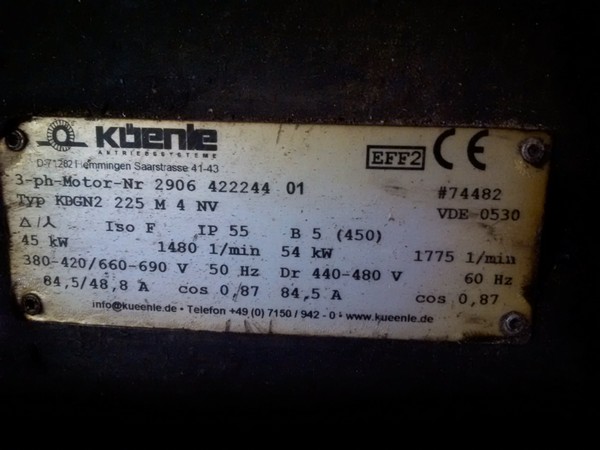 KÜENLE
ANTRIEBSSYSTEME
D-71282 Hemmingen Saarstrasse 41-43
EFF2 CE
3-ph-Motor-Nr 2906 422244 01 #74482
Typ KDGN2 225 M 4 NV VDE 0530
△/⅄ Iso F IP 55 B 5 (450)
45 kW 1480 1/min 54 kW 1775 1/min
380-420/660-690 V 50 Hz Dr 440-480 V 60 Hz
84,5/48,8 A cos 0,87 84,5 A cos 0,87
info@kueenle.de • Telefon +49 (0) 7150 / 942 - 0 • www.kueenle.de